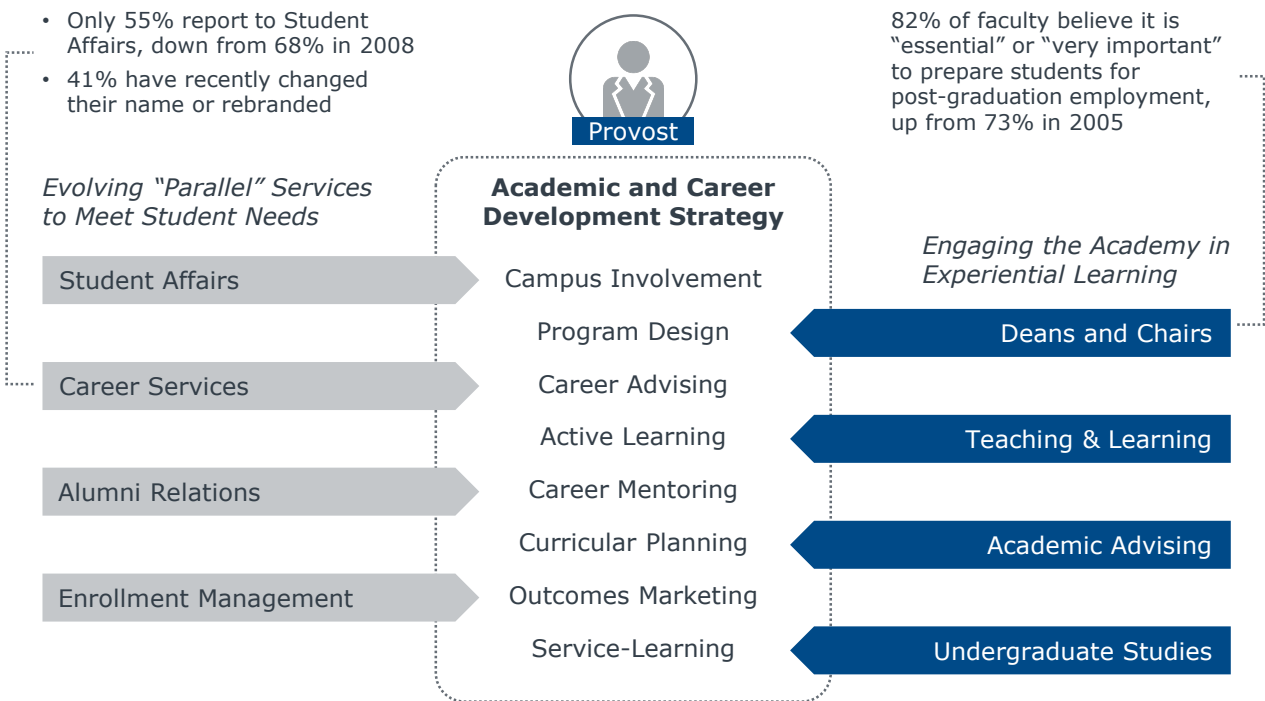 • Only 55% report to Student
Affairs, down from 68% in 2008
• 41% have recently changed
their name or rebranded
Provost
82% of faculty believe it is
“essential” or “very important”
to prepare students for
post-graduation employment,
up from 73% in 2005
Evolving “Parallel” Services
to Meet Student Needs
Academic and Career
Development Strategy
Engaging the Academy in
Experiential Learning
Student Affairs
Campus Involvement
Program Design
Deans and Chairs
Career Services
Career Advising
Active Learning
Teaching & Learning
Alumni Relations
Career Mentoring
Curricular Planning
Academic Advising
Enrollment Management
Outcomes Marketing
Service-Learning
Undergraduate Studies